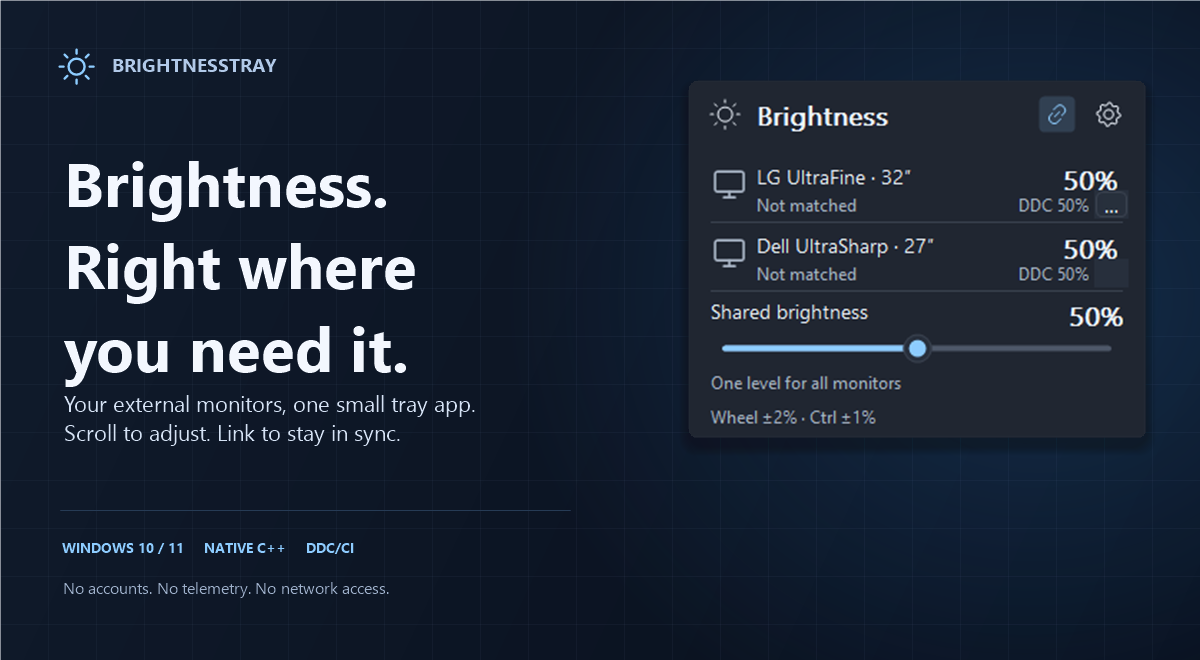 BRIGHTNESSTRAY
Brightness.
Right where
you need it.
Your external monitors, one small tray app.
Scroll to adjust. Link to stay in sync.
WINDOWS 10 / 11 NATIVE C++ DDC/CI
No accounts. No telemetry. No network access.
Brightness
LG UltraFine · 32″ 50%
Not matched DDC 50% ...
Dell UltraSharp · 27″ 50%
Not matched DDC 50%
Shared brightness 50%
One level for all monitors
Wheel ±2% · Ctrl ±1%